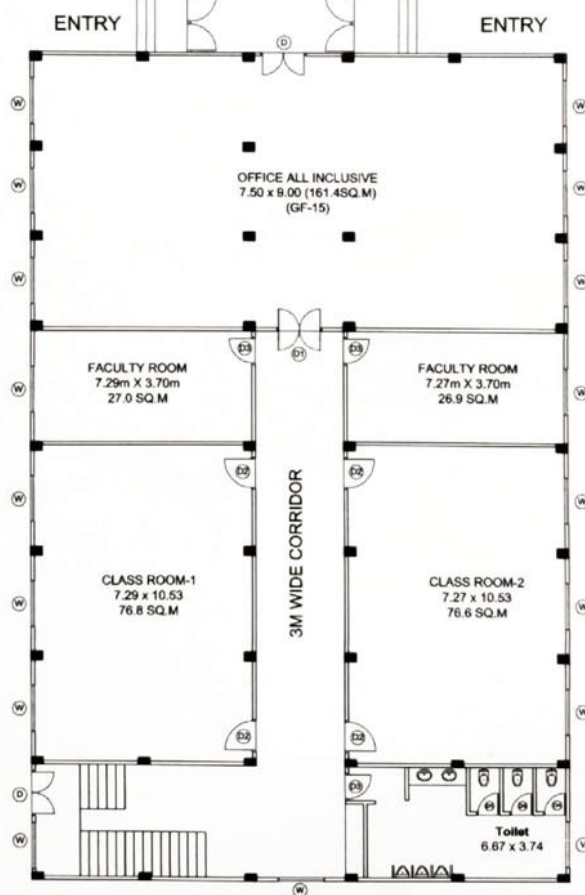 ENTRY
ENTRY
D
W
W
W
W
OFFICE ALL INCLUSIVE
7.50 x 9.00 (161.4SQ.M)
(GF-15)
W
W
D1
D3
D3
FACULTY ROOM
7.29m X 3.70m
27.0 SQ.M
FACULTY ROOM
7.27m X 3.70m
26.9 SQ.M
W
W
D2
D2
W
W
3M WIDE CORRIDOR
CLASS ROOM-1
7.29 x 10.53
76.8 SQ.M
CLASS ROOM-2
7.27 x 10.53
76.6 SQ.M
W
W
W
W
D2
D2
D
D3
Toilet
6.67 x 3.74
W
W
W